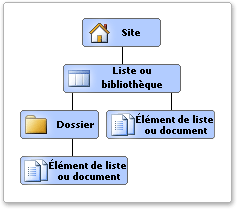 Site
Liste ou
bibliothèque
Dossier
Élément de liste
ou document
Élément de liste
ou document